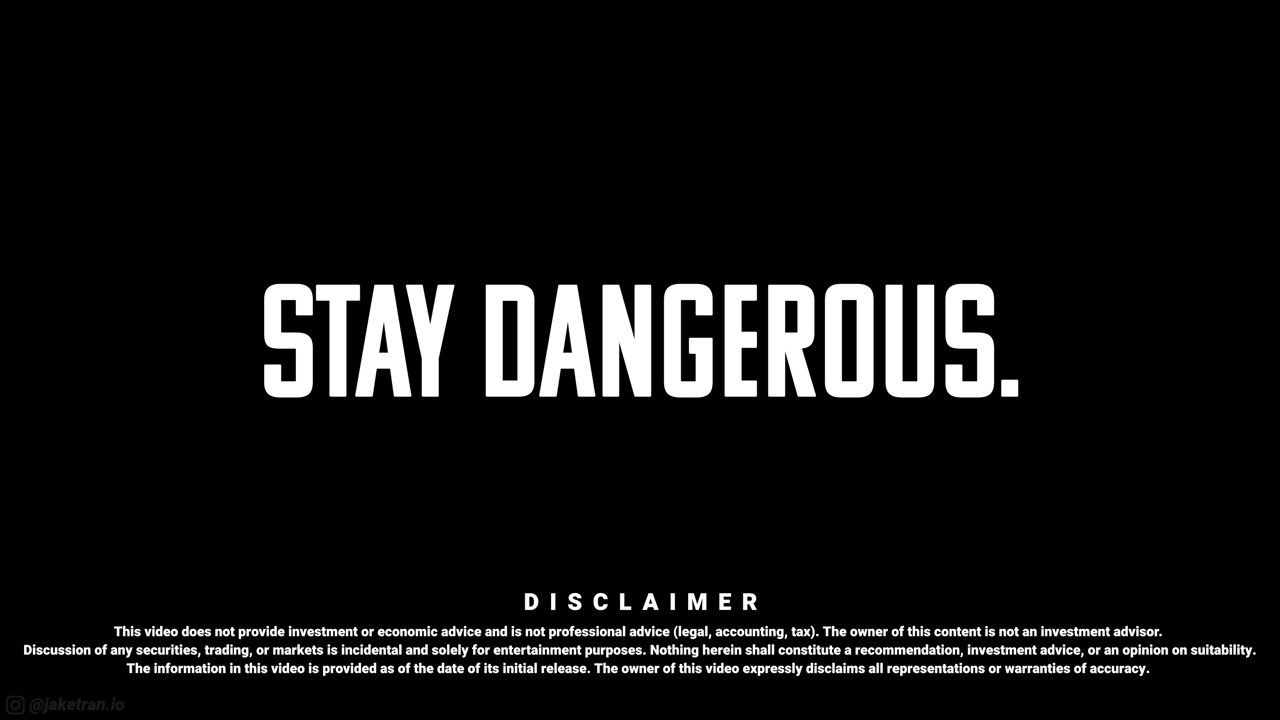 STAY DANGEROUS.
DISCLAIMER
This video does not provide investment or economic advice and is not professional advice (legal, accounting, tax). The owner of this content is not an investment advisor.
Discussion of any securities, trading, or markets is incidental and solely for entertainment purposes. Nothing herein shall constitute a recommendation, investment advice, or an opinion on suitability.
The information in this video is provided as of the date of its initial release. The owner of this video expressly disclaims all representations or warranties of accuracy.
@jaketran.io